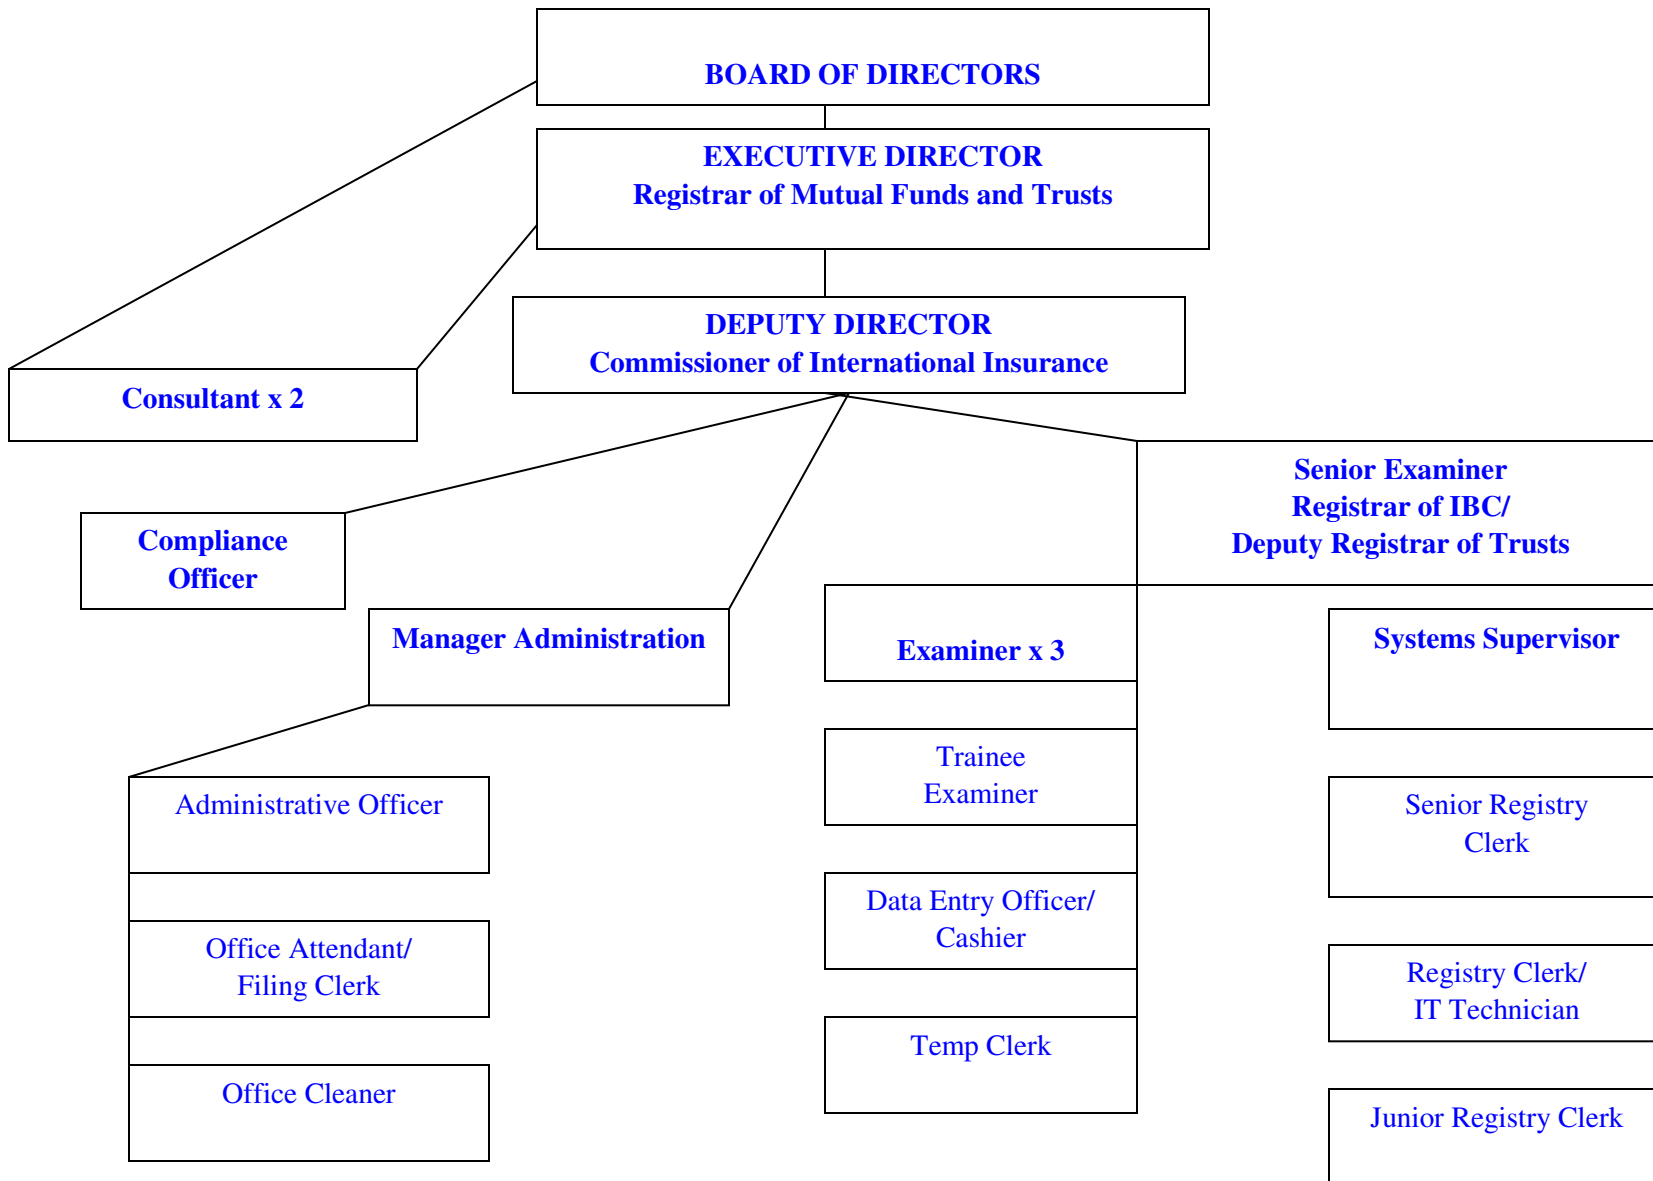 BOARD OF DIRECTORS
EXECUTIVE DIRECTOR
Registrar of Mutual Funds and Trusts
DEPUTY DIRECTOR
Commissioner of International Insurance
Consultant x 2
Senior Examiner
Registrar of IBC/
Deputy Registrar of Trusts
Compliance
Officer
Manager Administration
Examiner x 3
Systems Supervisor
Trainee
Examiner
Administrative Officer
Senior Registry
Clerk
Data Entry Officer/
Cashier
Office Attendant/
Filing Clerk
Registry Clerk/
IT Technician
Temp Clerk
Office Cleaner
Junior Registry Clerk